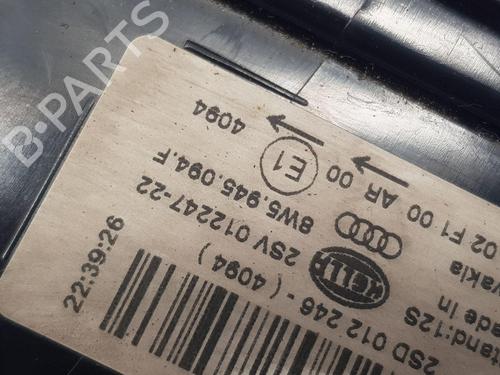 B-PARTS
02 F1 00 AR 00
4094
E1
8W5.945.094.F
2SV 012247-22
HELLA
2SD 012 246-(4094)
tand:12S
ade in
vakia
22:39:26